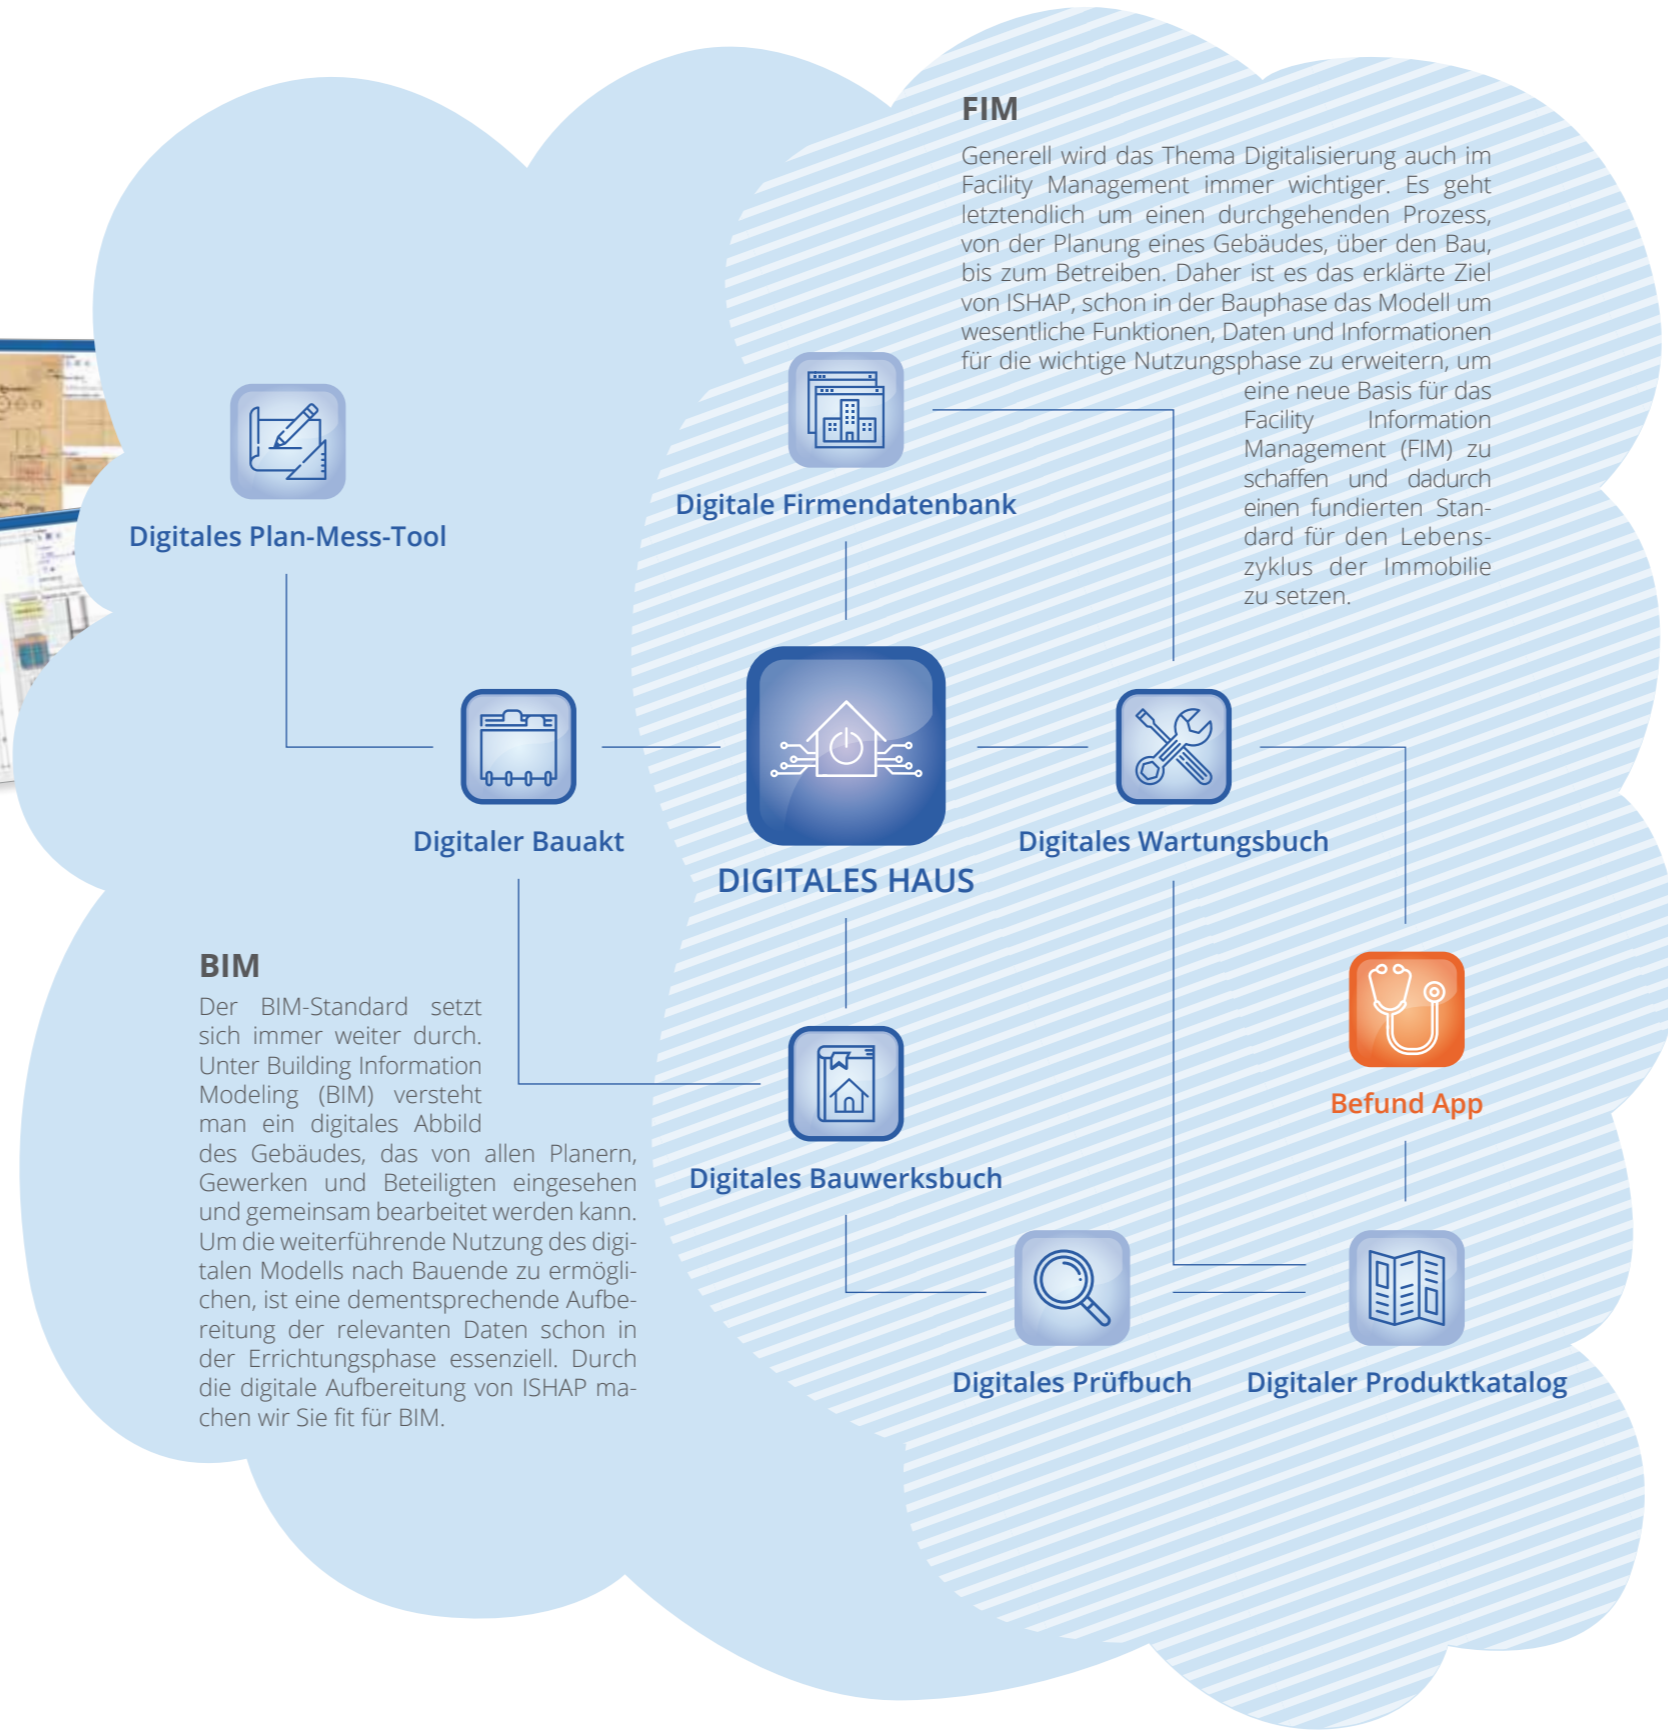 FIM
Generell wird das Thema Digitalisierung auch im
Facility Management immer wichtiger. Es geht
letztendlich um einen durchgehenden Prozess,
von der Planung eines Gebäudes, über den Bau,
bis zum Betreiben. Daher ist es das erklärte Ziel
von ISHAP, schon in der Bauphase das Modell um
wesentliche Funktionen, Daten und Informationen
für die wichtige Nutzungsphase zu erweitern, um
eine neue Basis für das
Facility Information
Management (FIM) zu
schaffen und dadurch
einen fundierten Stan-
dard für den Lebens-
zyklus der Immobilie
zu setzen.
Digitale Firmendatenbank
Digitales Plan-Mess-Tool
Digitaler Bauakt
DIGITALES HAUS
Digitales Wartungsbuch
BIM
Der BIM-Standard setzt
sich immer weiter durch.
Unter Building Information
Modeling (BIM) versteht
man ein digitales Abbild
des Gebäudes, das von allen Planern,
Gewerken und Beteiligten eingesehen
und gemeinsam bearbeitet werden kann.
Um die weiterführende Nutzung des digi-
talen Modells nach Bauende zu ermögli-
chen, ist eine dementsprechende Aufbe-
reitung der relevanten Daten schon in
der Errichtungsphase essenziell. Durch
die digitale Aufbereitung von ISHAP ma-
chen wir Sie fit für BIM.
Befund App
Digitales Bauwerksbuch
Digitales Prüfbuch
Digitaler Produktkatalog